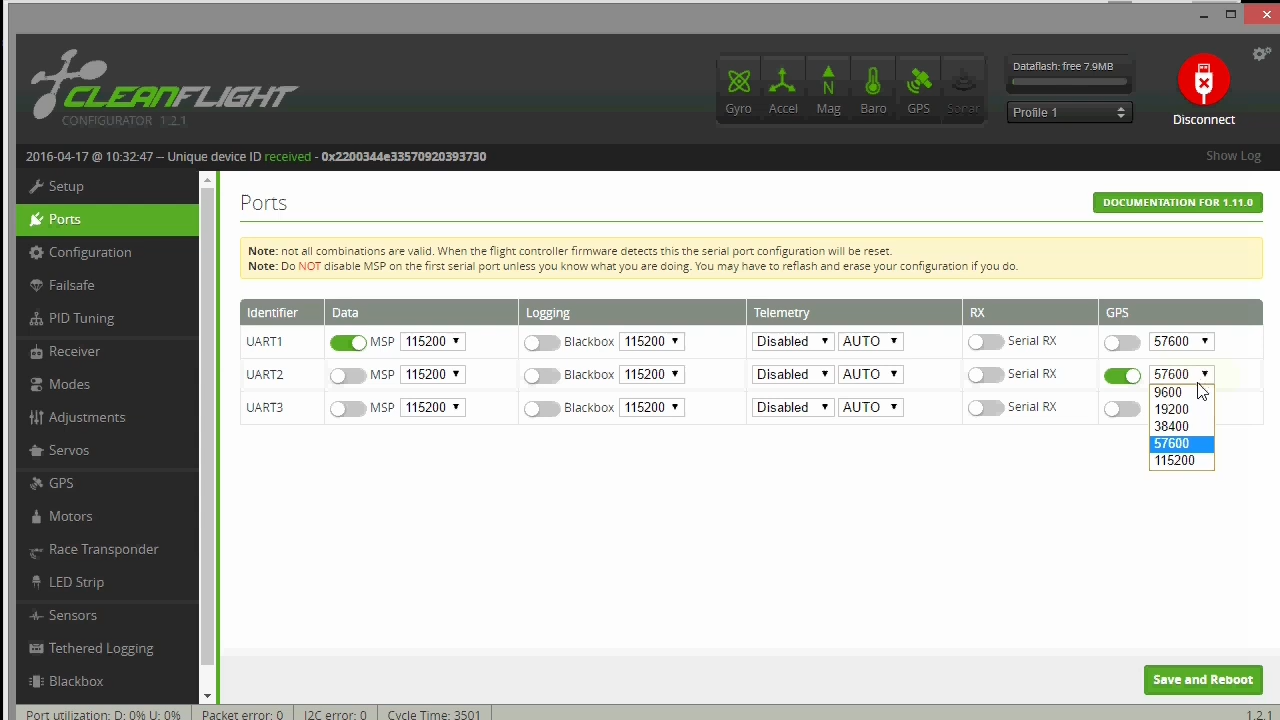 CLEANFLIGHT
CONFIGURATOR 1.2.1
Gyro Accel Mag Baro GPS Sonar
Dataflash: free 7.9MB
Profile 1
Disconnect
2016-04-17 @ 10:32:47 -- Unique device ID received - 0x2200344e33570920393730
Show Log
Setup
Ports
Configuration
Failsafe
PID Tuning
Receiver
Modes
Adjustments
Servos
GPS
Motors
Race Transponder
LED Strip
Sensors
Tethered Logging
Blackbox
Ports
DOCUMENTATION FOR 1.11.0
Note: not all combinations are valid. When the flight controller firmware detects this the serial port configuration will be reset.
Note: Do NOT disable MSP on the first serial port unless you know what you are doing. You may have to reflash and erase your configuration if you do.
Identifier Data Logging Telemetry RX GPS
UART1 MSP 115200 Blackbox 115200 Disabled AUTO Serial RX 57600
UART2 MSP 115200 Blackbox 115200 Disabled AUTO Serial RX 57600
UART3 MSP 115200 Blackbox 115200 Disabled AUTO Serial RX
9600
19200
38400
57600
115200
Save and Reboot
Port utilization: D: 0% U: 0% Packet error: 0 I2C error: 0 Cycle Time: 3501 1.2.1